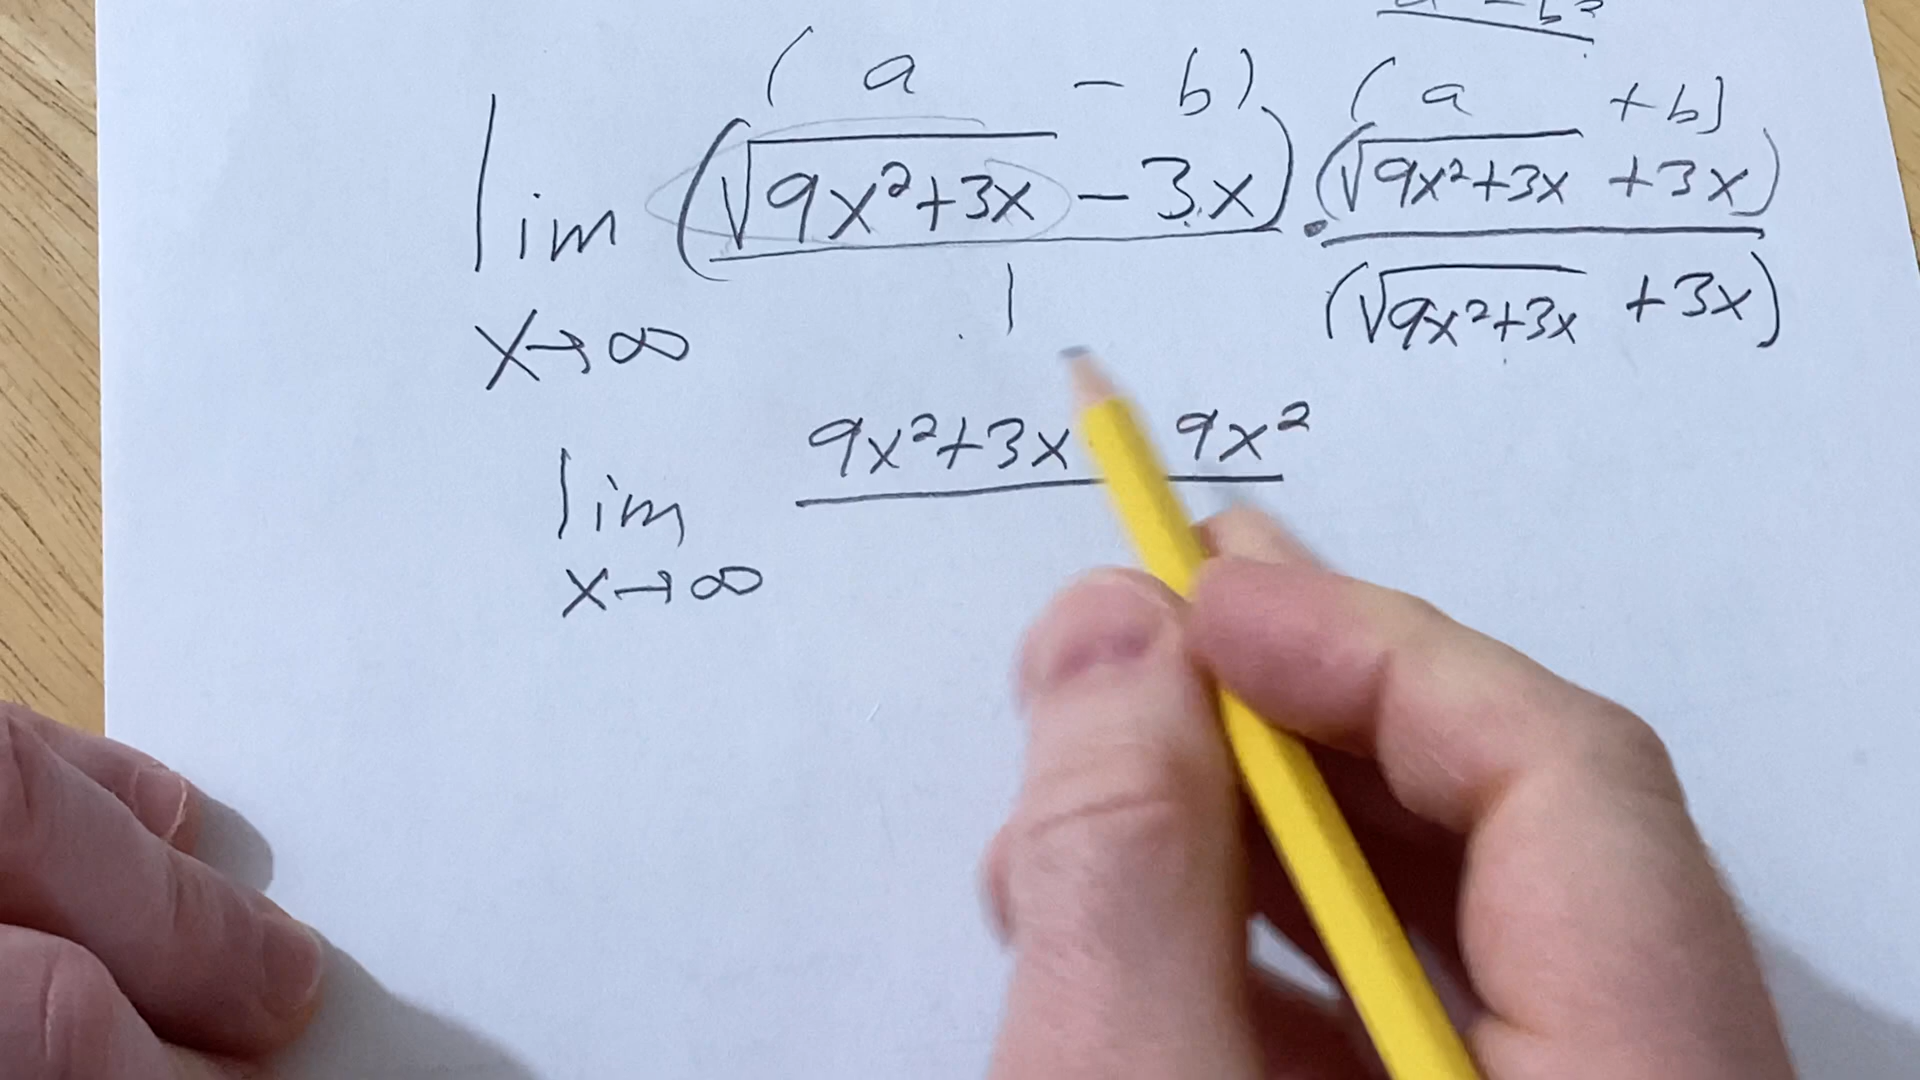 ( a - b) ( a + b)
lim (√9x²+3x - 3x) · (√9x²+3x + 3x)
x→∞ 1 (√9x²+3x + 3x)
lim 9x²+3x 9x²
x→∞